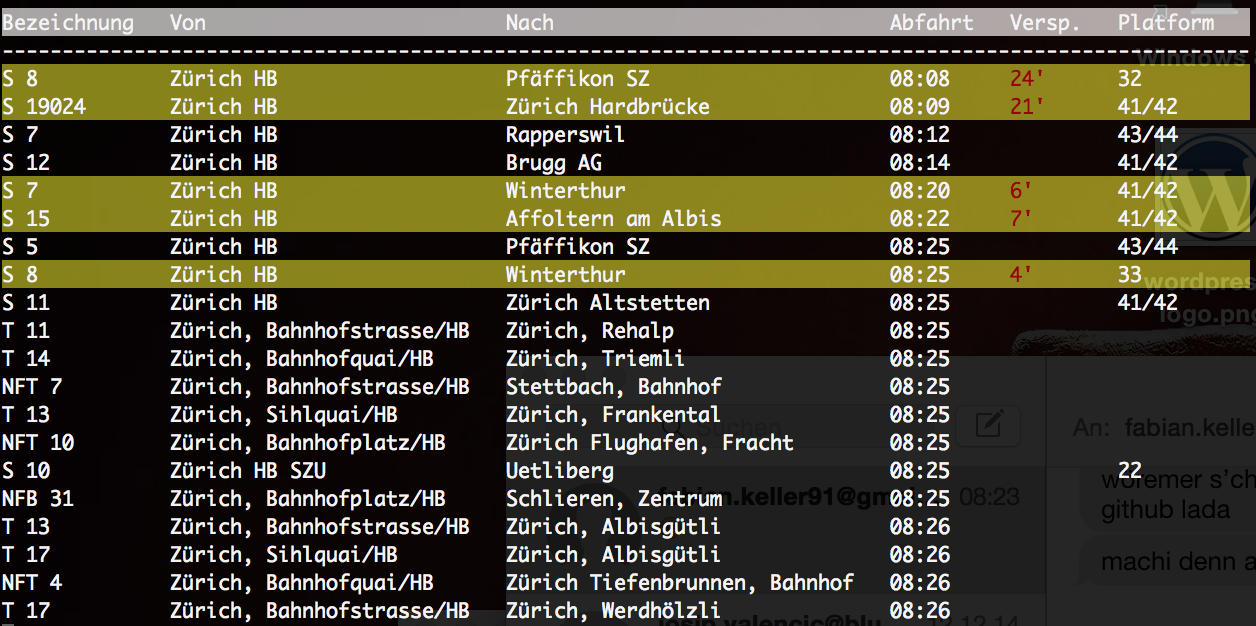 Bezeichnung Von Nach Abfahrt Versp. Platform
S 8 Zürich HB Pfäffikon SZ 08:08 24' 32
S 19024 Zürich HB Zürich Hardbrücke 08:09 21' 41/42
S 7 Zürich HB Rapperswil 08:12 43/44
S 12 Zürich HB Brugg AG 08:14 41/42
S 7 Zürich HB Winterthur 08:20 6' 41/42
S 15 Zürich HB Affoltern am Albis 08:22 7' 41/42
S 5 Zürich HB Pfäffikon SZ 08:25 43/44
S 8 Zürich HB Winterthur 08:25 4' 33
S 11 Zürich HB Zürich Altstetten 08:25 41/42
T 11 Zürich, Bahnhofstrasse/HB Zürich, Rehalp 08:25
T 14 Zürich, Bahnhofquai/HB Zürich, Triemli 08:25
NFT 7 Zürich, Bahnhofstrasse/HB Stettbach, Bahnhof 08:25
T 13 Zürich, Sihlquai/HB Zürich, Frankental 08:25
NFT 10 Zürich, Bahnhofplatz/HB Zürich Flughafen, Fracht 08:25
S 10 Zürich HB SZU Uetliberg 08:25 22
NFB 31 Zürich, Bahnhofplatz/HB Schlieren, Zentrum 08:25
T 13 Zürich, Bahnhofstrasse/HB Zürich, Albisgütli 08:26
T 17 Zürich, Sihlquai/HB Zürich, Albisgütli 08:26
NFT 4 Zürich, Bahnhofquai/HB Zürich Tiefenbrunnen, Bahnhof 08:26
T 17 Zürich, Bahnhofstrasse/HB Zürich, Werdhölzli 08:26
Windows
wordpres
logo.png
Suchen
An: fabian.kelle
08:23
woremer s'ch
github lada
machi denn a
12.12.14